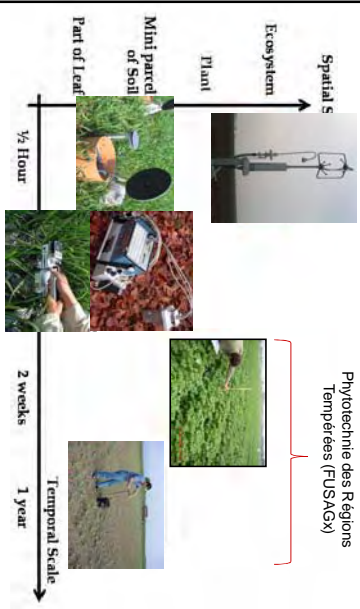 Spatial S
Ecosystem
Plant
Mini parcel
of Soil
Part of Leaf
½ Hour
2 weeks
1 year
Temporal Scale
Phytotechnie des Régions
Tempérées (FUSAGx)